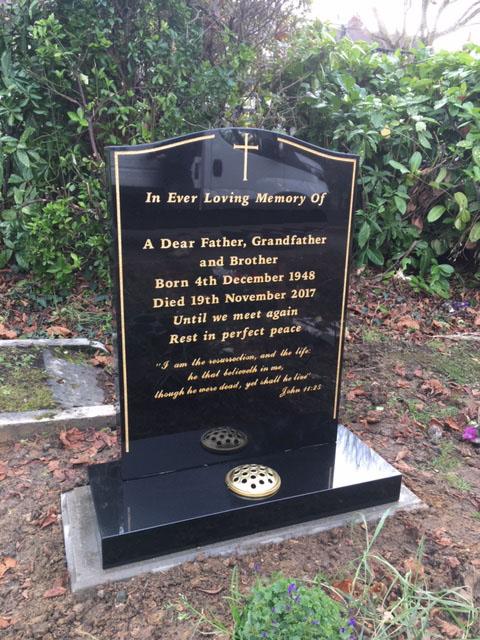 In Ever Loving Memory Of
A Dear Father, Grandfather
and Brother
Born 4th December 1948
Died 19th November 2017
Until we meet again
Rest in perfect peace
"I am the resurrection, and the life:
he that believeth in me,
though he were dead, yet shall he live"
John 11:25